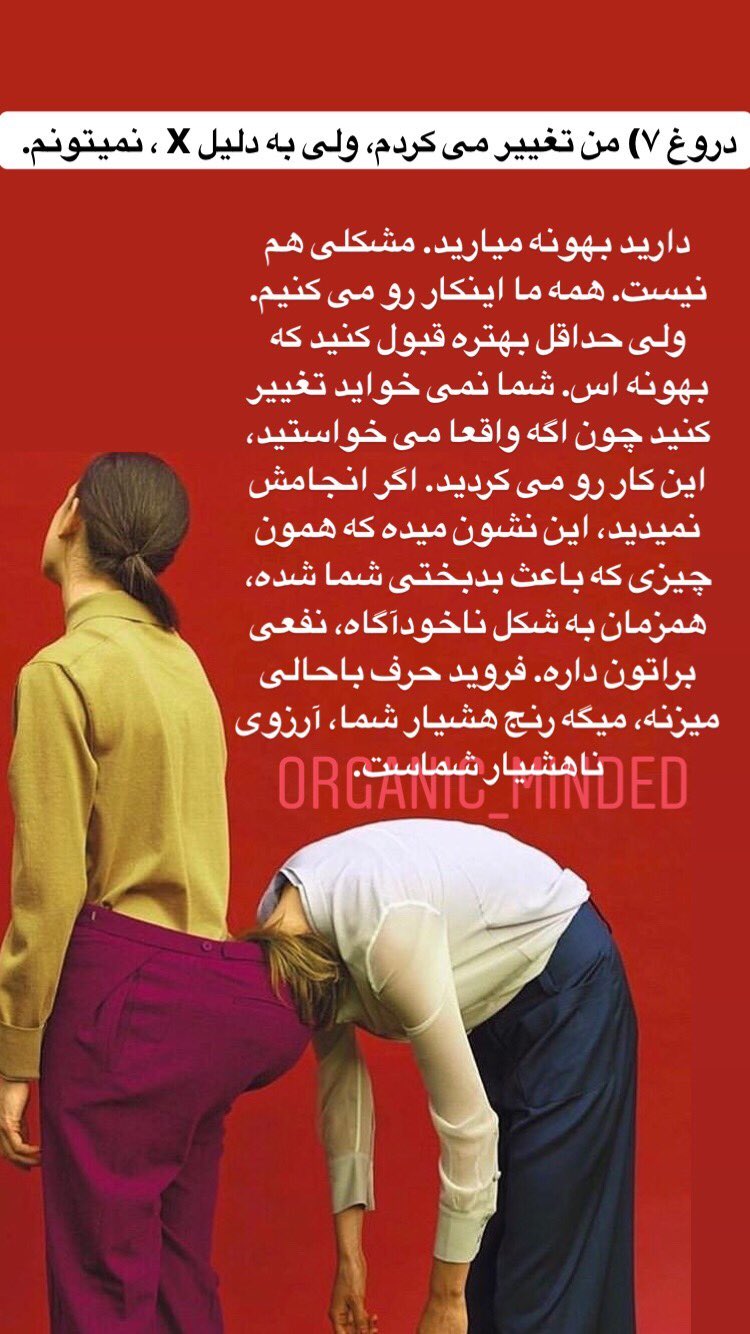 دروغ ۷) من تغییر می کردم، ولی به دلیل X ، نمیتونم.
دارید بهونه میارید. مشکلی هم
نیست. همه ما اینکار رو می کنیم.
ولی حداقل بهتره قبول کنید که
بهونه اس. شما نمی خواید تغییر
کنید چون اگه واقعا می خواستید،
این کار رو می کردید. اگر انجامش
نمیدید، این نشون میده که همون
چیزی که باعث بدبختی شما شده،
همزمان به شکل ناخودآگاه، نفعی
براتون داره. فروید حرف باحالی
میزنه، میگه رنج هشیار شما، آرزوی
ناهشیار شماست.
ORGANIC_MINDED